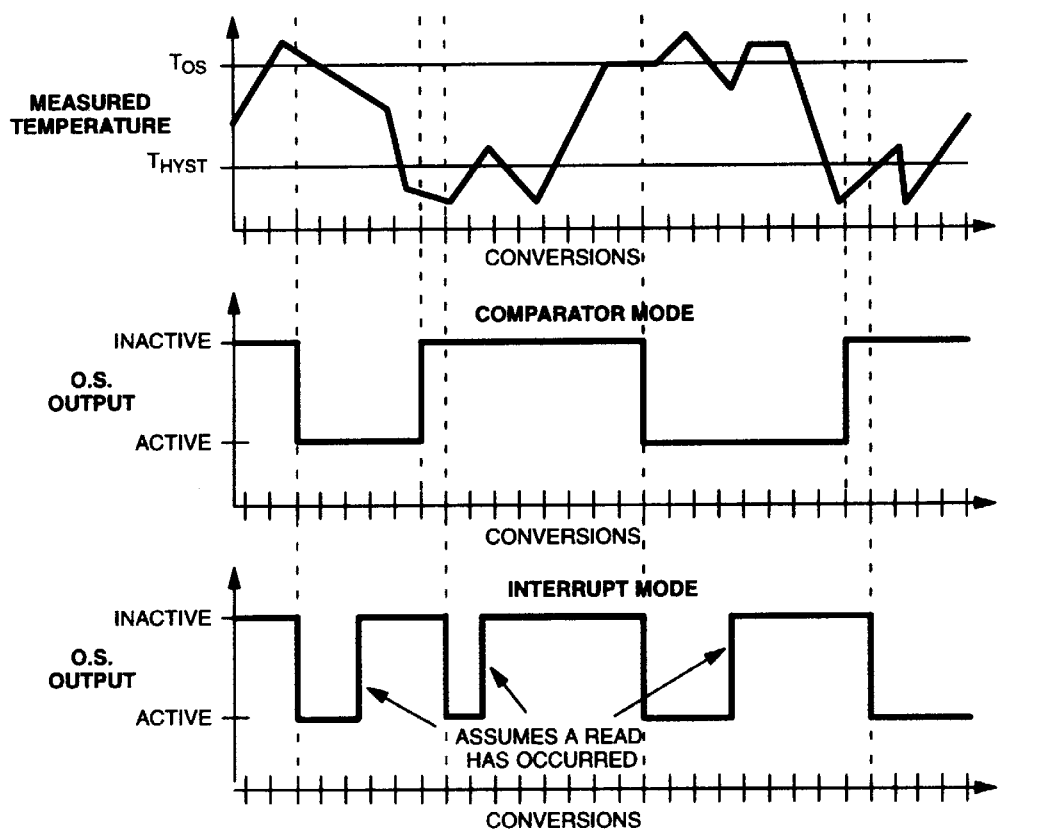 TOS
MEASURED
TEMPERATURE
THYST
CONVERSIONS
COMPARATOR MODE
INACTIVE
O.S.
OUTPUT
ACTIVE
CONVERSIONS
INTERRUPT MODE
INACTIVE
O.S.
OUTPUT
ACTIVE
ASSUMES A READ
HAS OCCURRED
CONVERSIONS